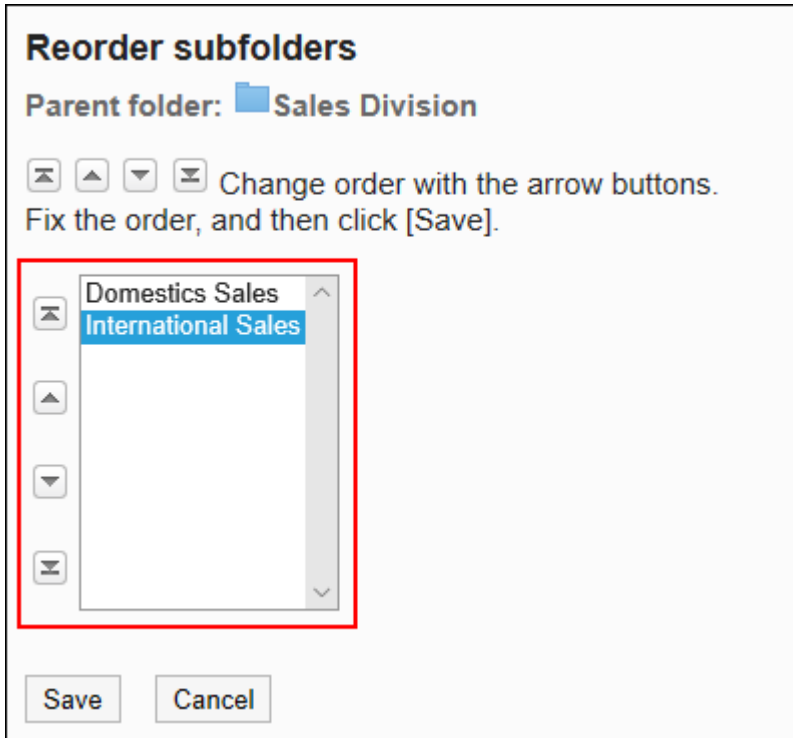 Reorder subfolders
Parent folder: Sales Division
Change order with the arrow buttons.
Fix the order, and then click [Save].
Domestics Sales
International Sales
Save Cancel